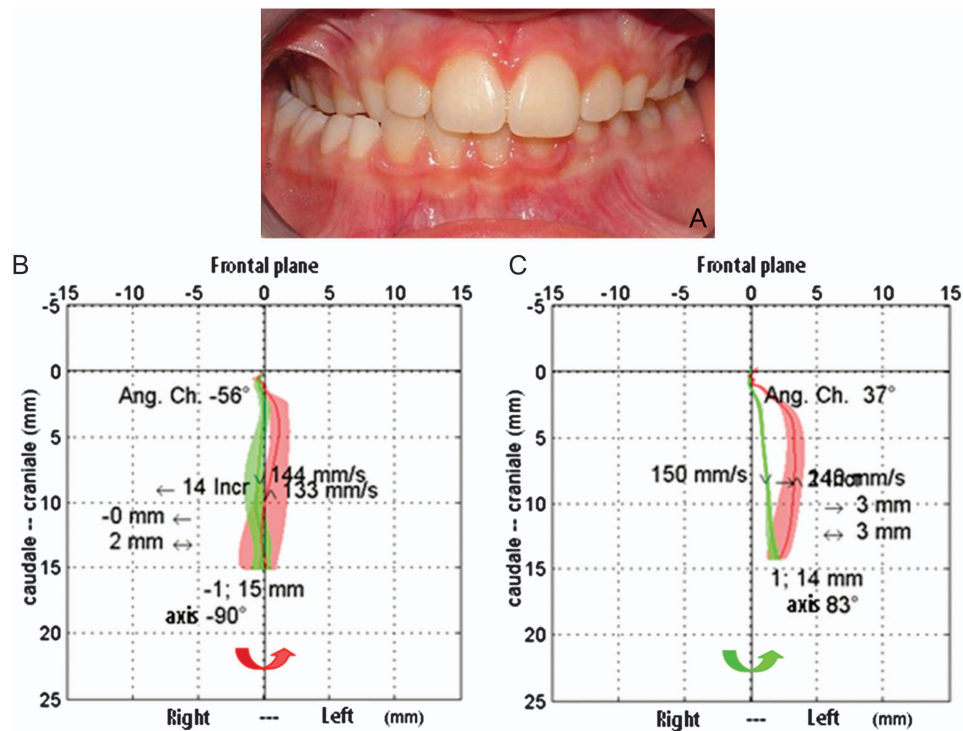 A
B
Frontal plane
-15 -10 -5 0 5 10 15
-5
0
5
10
15
20
25
caudale -- craniale (mm)
Ang. Ch. -56°
144 mm/s
← 14 Incr
133 mm/s
-0 mm ←
2 mm ↔
-1; 15 mm
axis -90°
Right --- Left (mm)
C
Frontal plane
-15 -10 -5 0 5 10 15
-5
0
5
10
15
20
25
caudale -- craniale (mm)
Ang. Ch. 37°
150 mm/s
mm/s
→ 3 mm
↔ 3 mm
1; 14 mm
axis 83°
Right --- Left (mm)